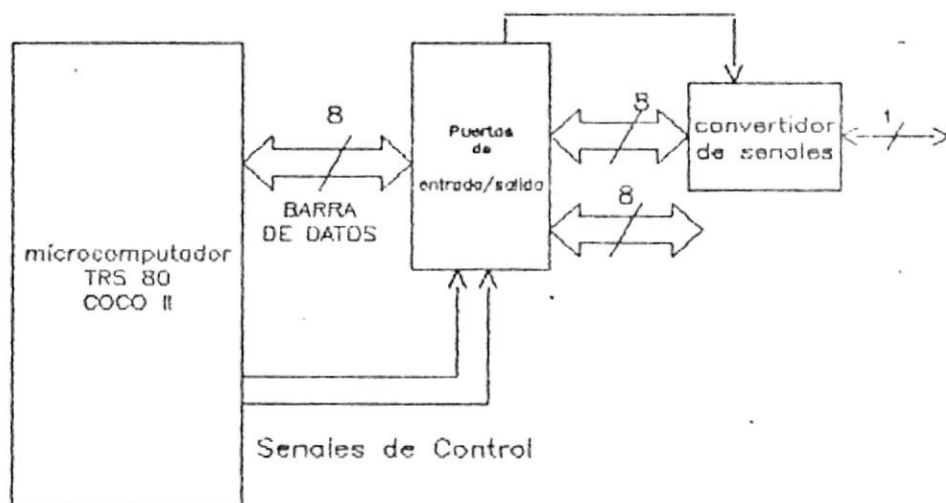 microcomputador
TRS 80
COCO II
8
BARRA
DE DATOS
Puertos
de
entrada/salida
8
8
convertidor
de senales
1
Senales de Control